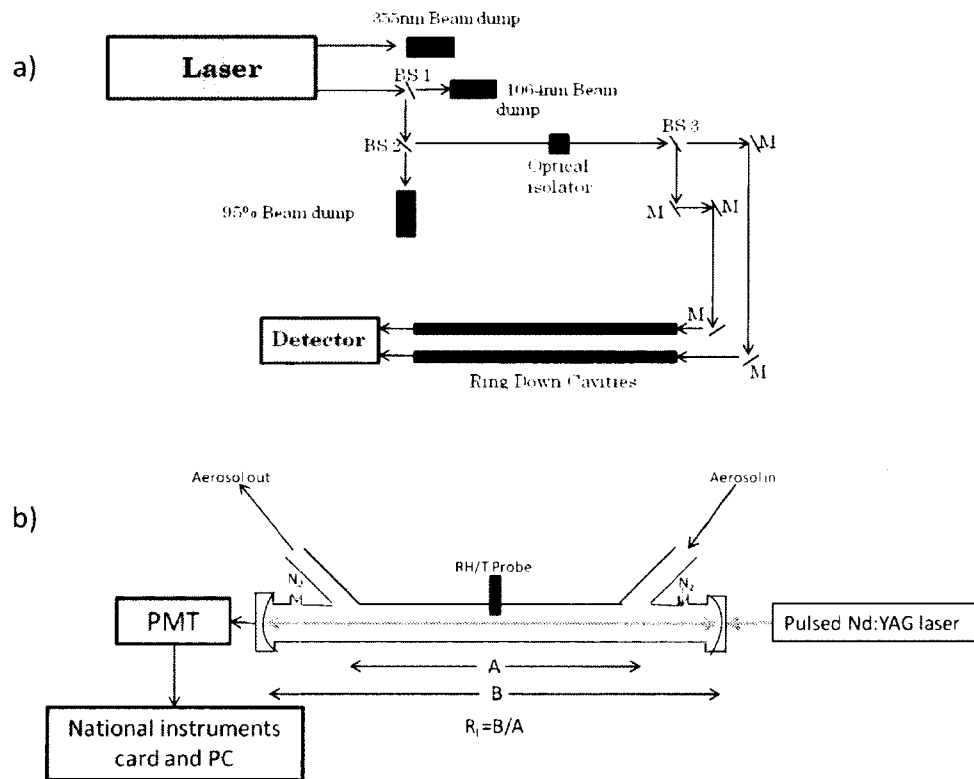 a)
355nm Beam dump
Laser
BS 1
1064nm Beam
dump
BS 2
BS 3
M
Optical
isolator
M
M
95% Beam dump
M
Detector
M
Ring Down Cavities
b)
Aerosol out
Aerosol in
RH/T Probe
N2
N2
PMT
Pulsed Nd:YAG laser
A
B
National instruments
card and PC
Rl=B/A